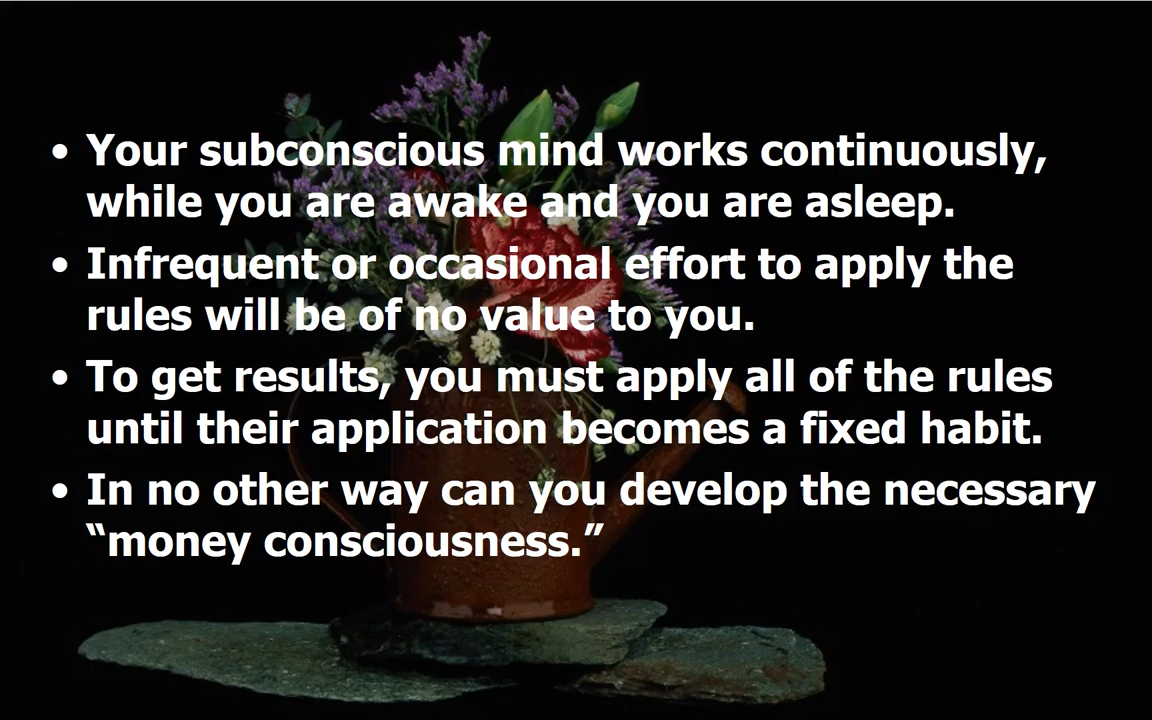 • Your subconscious mind works continuously,
while you are awake and you are asleep.
• Infrequent or occasional effort to apply the
rules will be of no value to you.
• To get results, you must apply all of the rules
until their application becomes a fixed habit.
• In no other way can you develop the necessary
“money consciousness.”